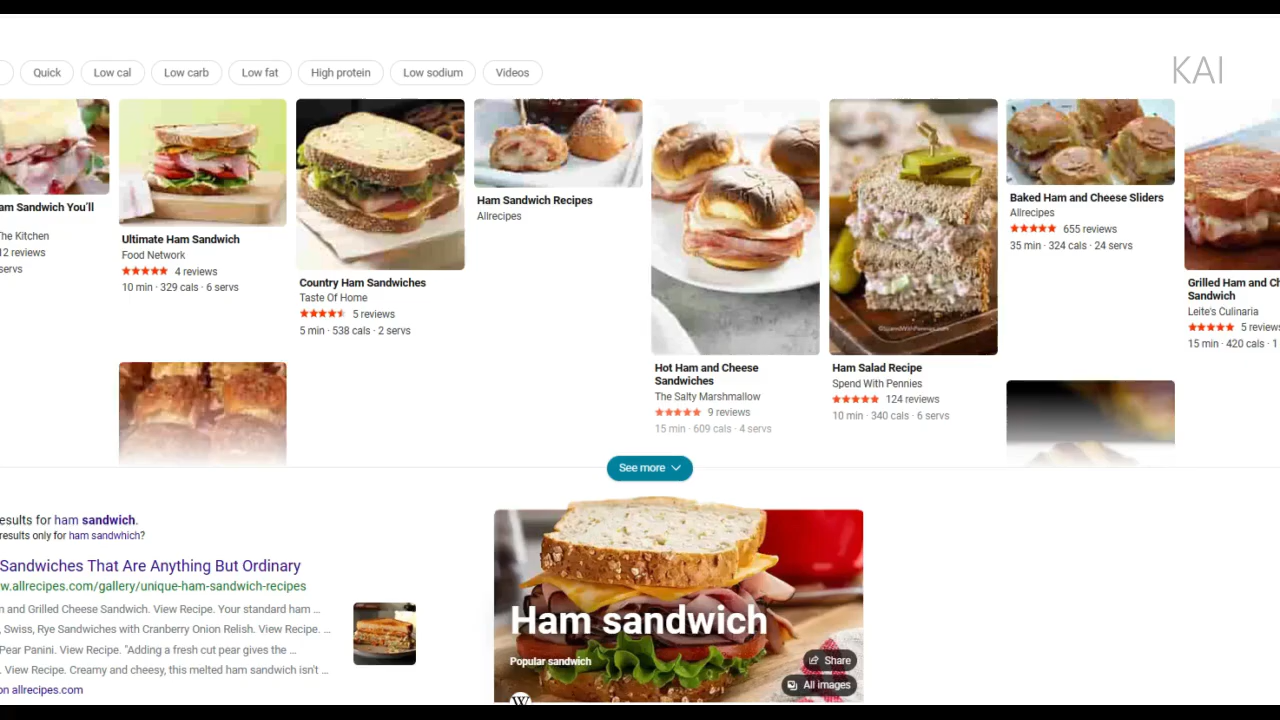 KAI
Quick
Low cal
Low carb
Low fat
High protein
Low sodium
Videos
am Sandwich You'll
The Kitchen
12 reviews
servs
Ultimate Ham Sandwich
Food Network
4 reviews
10 min · 329 cals · 6 servs
Country Ham Sandwiches
Taste Of Home
5 reviews
5 min · 538 cals · 2 servs
Ham Sandwich Recipes
Allrecipes
Hot Ham and Cheese
Sandwiches
The Salty Marshmallow
9 reviews
15 min · 609 cals · 4 servs
Ham Salad Recipe
Spend With Pennies
124 reviews
10 min · 340 cals · 6 servs
Baked Ham and Cheese Sliders
Allrecipes
655 reviews
35 min · 324 cals · 24 servs
Grilled Ham and Ch
Sandwich
Leite's Culinaria
5 reviews
15 min · 420 cals · 1
See more
esults for ham sandwich.
results only for ham sandwhich?
Sandwiches That Are Anything But Ordinary
w.allrecipes.com/gallery/unique-ham-sandwich-recipes
m and Grilled Cheese Sandwich. View Recipe. Your standard ham ...
, Swiss, Rye Sandwiches with Cranberry Onion Relish. View Recipe. ...
Pear Panini. View Recipe. "Adding a fresh cut pear gives the ...
. View Recipe. Creamy and cheesy, this melted ham sandwich isn't ...
on allrecipes.com
Ham sandwich
Popular sandwich
Share
All images
W